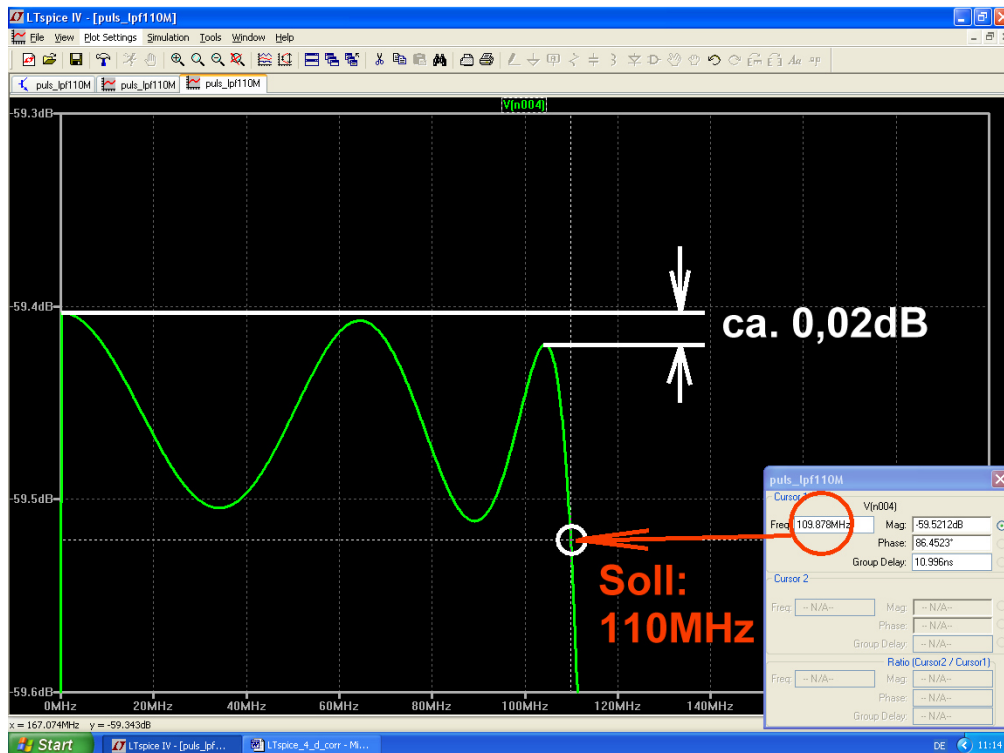 LTspice IV - [puls_lpf110M]
File View Plot Settings Simulation Tools Window Help
puls_lpf110M puls_lpf110M puls_lpf110M
V(n004)
-59.3dB
-59.4dB
-59.5dB
-59.6dB
ca. 0,02dB
Soll:
110MHz
0MHz 20MHz 40MHz 60MHz 80MHz 100MHz 120MHz 140MHz
puls_lpf110M
Cursor 1
V(n004)
Freq: 109.878MHz Mag: -59.5212dB
Phase: 86.4523°
Group Delay: 10.996ns
Cursor 2
Freq: -- N/A-- Mag: -- N/A--
Phase: -- N/A--
Group Delay: -- N/A--
Ratio (Cursor2 / Cursor1)
Freq: -- N/A-- Mag: -- N/A--
Phase: -- N/A--
Group Delay: -- N/A--
x = 167.074MHz y = -59.343dB
Start LTspice IV - [puls_lpf... LTspice_4_d_corr - Mi... DE 11:14